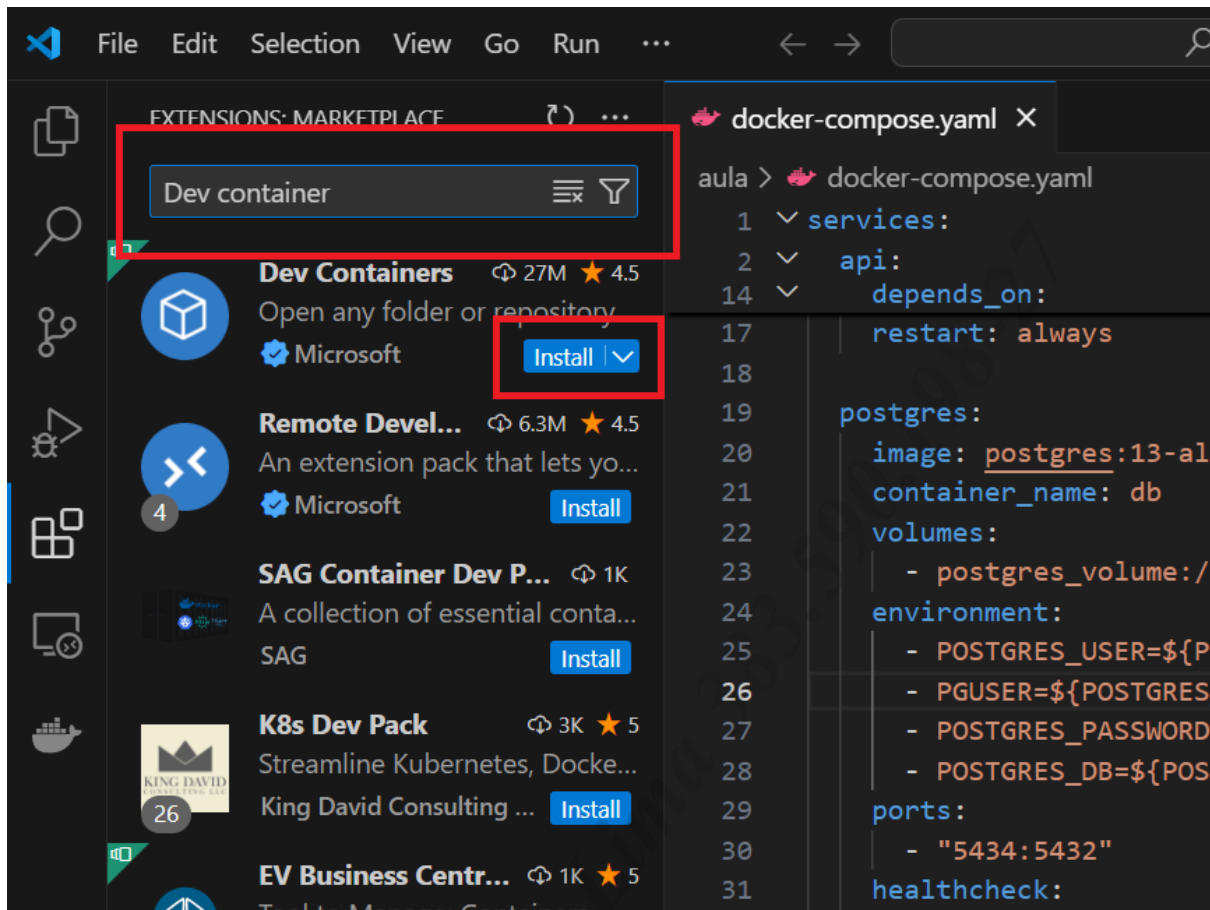 File Edit Selection View Go Run ···
EXTENSIONS: MARKETPLACE ···
Dev container
Dev Containers 27M 4.5
Open any folder or repository
Microsoft Install
Remote Devel... 6.3M 4.5
An extension pack that lets yo...
4 Microsoft Install
SAG Container Dev P... 1K
A collection of essential conta...
SAG Install
K8s Dev Pack 3K 5
Streamline Kubernetes, Docke...
KING DAVID
CONSULTING LLC
26 King David Consulting ... Install
EV Business Centr... 1K 5
docker-compose.yaml ×
aula > docker-compose.yaml
1 services:
2 api:
14 depends_on:
17 restart: always
18
19 postgres:
20 image: postgres:13-al
21 container_name: db
22 volumes:
23 - postgres_volume:/
24 environment:
25 - POSTGRES_USER=${P
26 - PGUSER=${POSTGRES
27 - POSTGRES_PASSWORD
28 - POSTGRES_DB=${POS
29 ports:
30 - "5434:5432"
31 healthcheck: